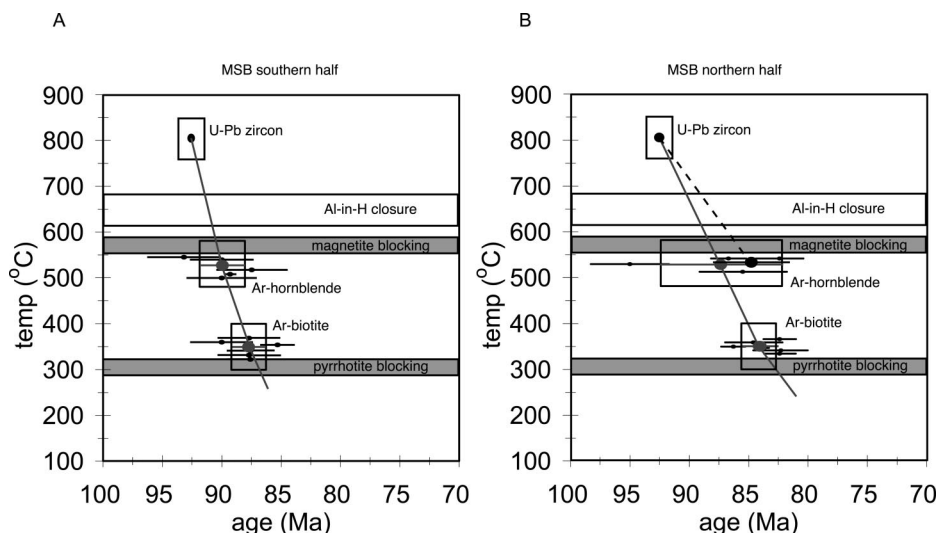 A
MSB southern half
900
800
700
600
500
400
300
200
100
temp (°C)
U-Pb zircon
Al-in-H closure
magnetite blocking
Ar-hornblende
Ar-biotite
pyrrhotite blocking
100 95 90 85 80 75 70
age (Ma)
B
MSB northern half
900
800
700
600
500
400
300
200
100
temp (°C)
U-Pb zircon
Al-in-H closure
magnetite blocking
Ar-hornblende
Ar-biotite
pyrrhotite blocking
100 95 90 85 80 75 70
age (Ma)